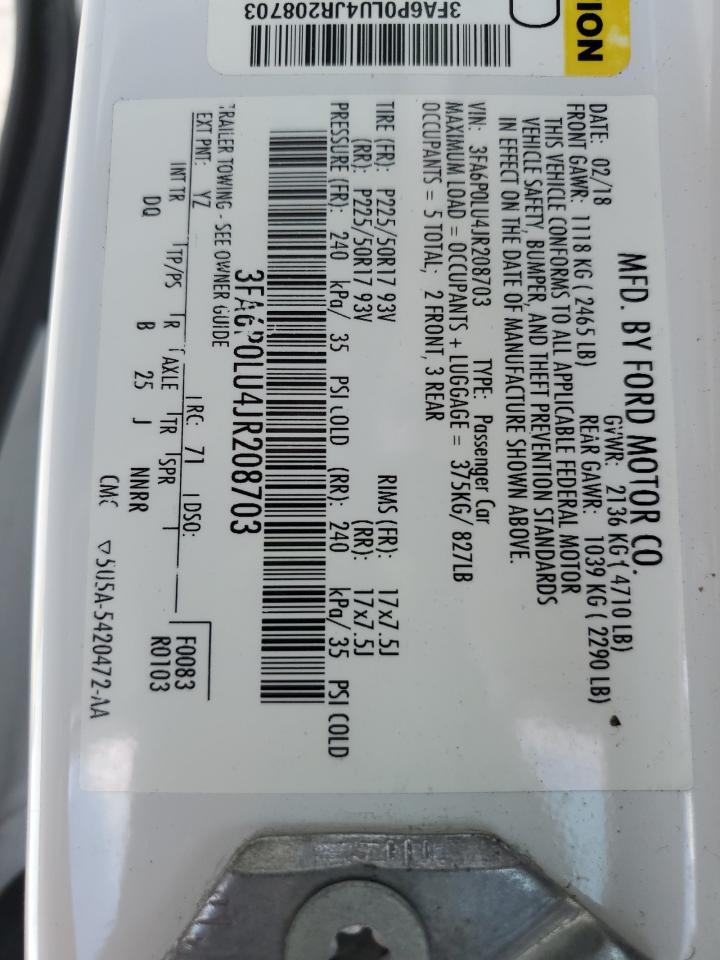 3FA6P0LU4JR208703
ION
MFD. BY FORD MOTOR CO.
DATE: 02/18 GVWR: 2136 KG ( 4710 LB)
FRONT GAWR: 1118 KG ( 2465 LB) REAR GAWR: 1039 KG ( 2290 LB)
THIS VEHICLE CONFORMS TO ALL APPLICABLE FEDERAL MOTOR
VEHICLE SAFETY, BUMPER, AND THEFT PREVENTION STANDARDS
IN EFFECT ON THE DATE OF MANUFACTURE SHOWN ABOVE.
VIN: 3FA6P0LU4JR208703 TYPE: Passenger Car
MAXIMUM LOAD = OCCUPANTS + LUGGAGE = 375KG/ 827LB
OCCUPANTS = 5 TOTAL; 2 FRONT, 3 REAR
TIRE (FR): P225/50R17 93V RIMS (FR): 17x7.5J
(RR): P225/50R17 93V (RR): 17x7.5J
PRESSURE (FR): 240 kPa/ 35 PSI COLD (RR): 240 kPa/ 35 PSI COLD
3FA6P0LU4JR208703
TRAILER TOWING - SEE OWNER GUIDE
EXT PNT: YZ RC: 71 DSO: F0083
R0103
INT TR TP/PS R AXLE TR SPR
DQ B 25 J NNRR
CMC ▽5U5A-5420472-AA